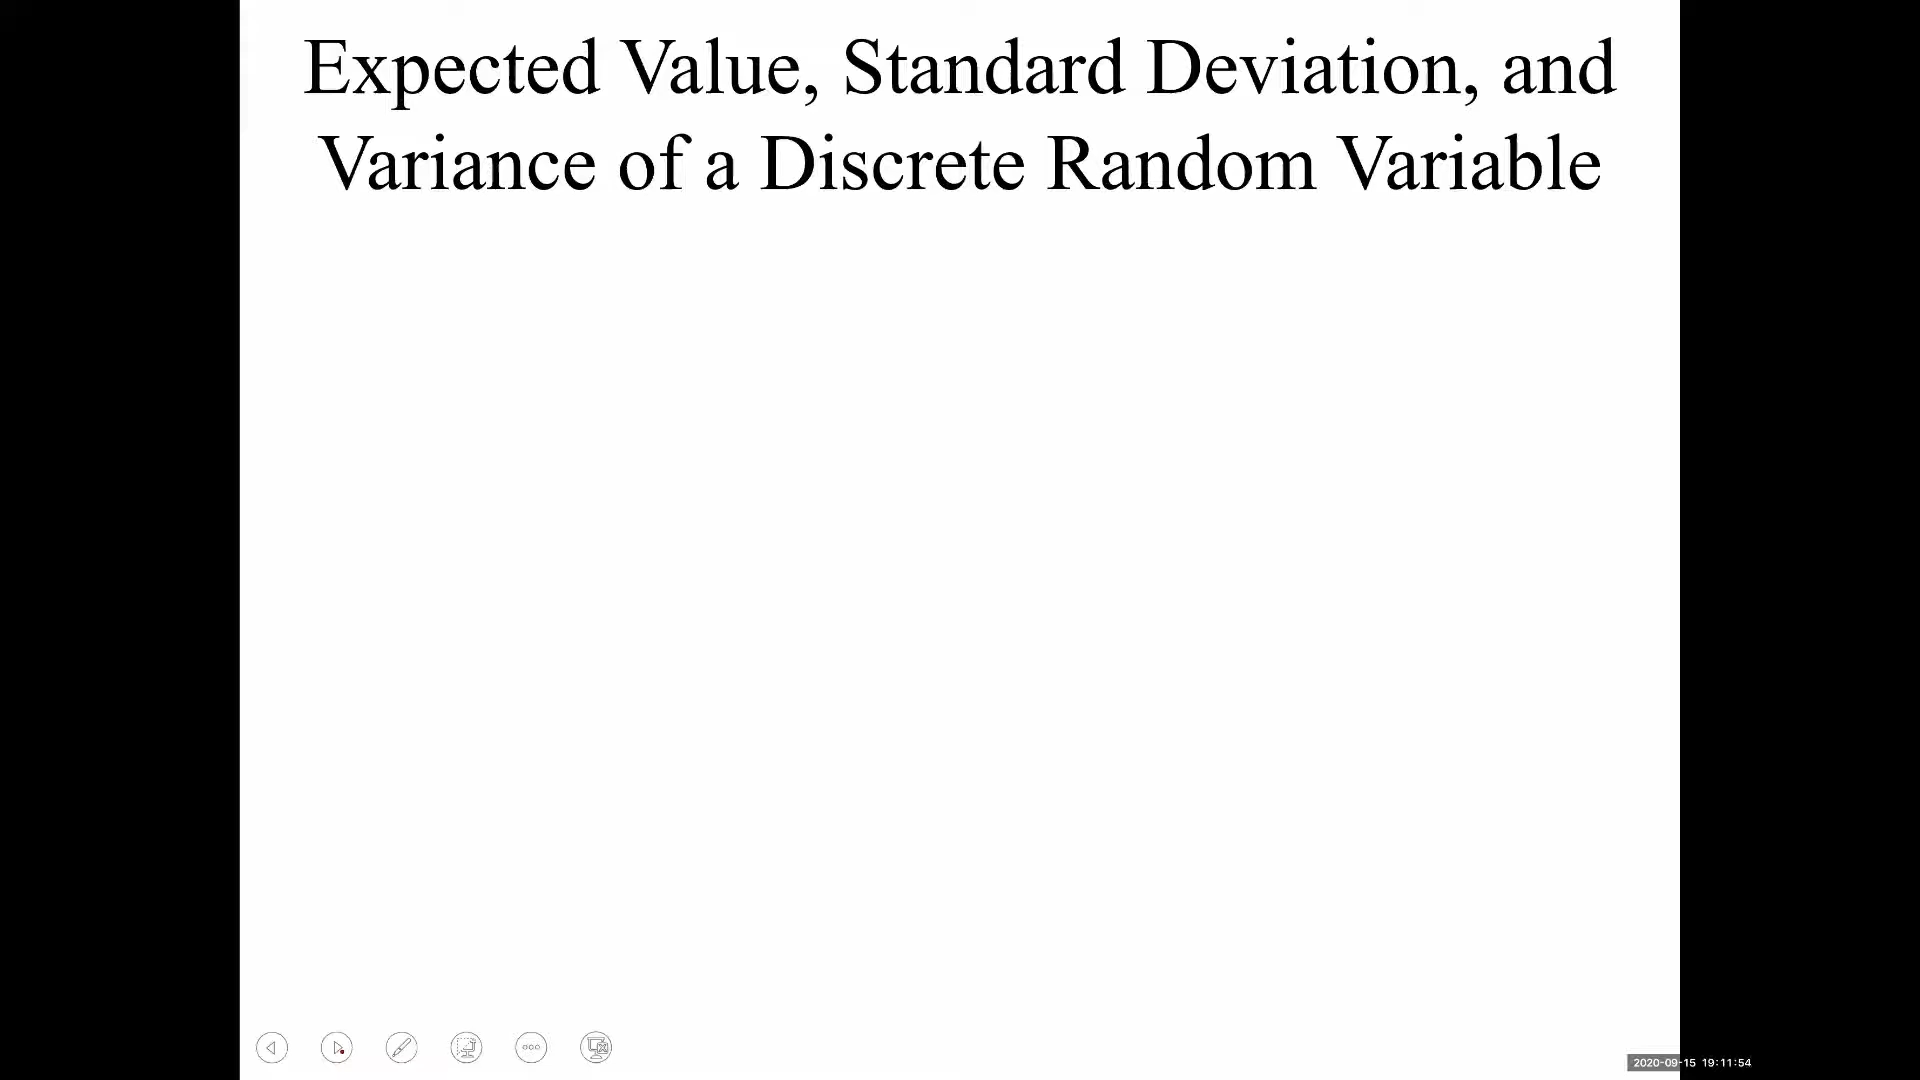 Expected Value, Standard Deviation, and
Variance of a Discrete Random Variable
2020-09-15 19:11:54